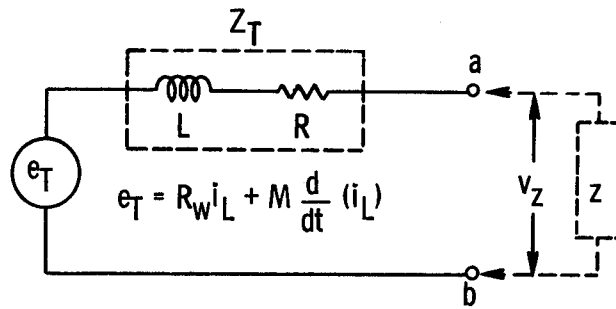 Z_T
a
L R
e_T
e_T = R_W i_L + M d/dt (i_L)
v_z
z
b